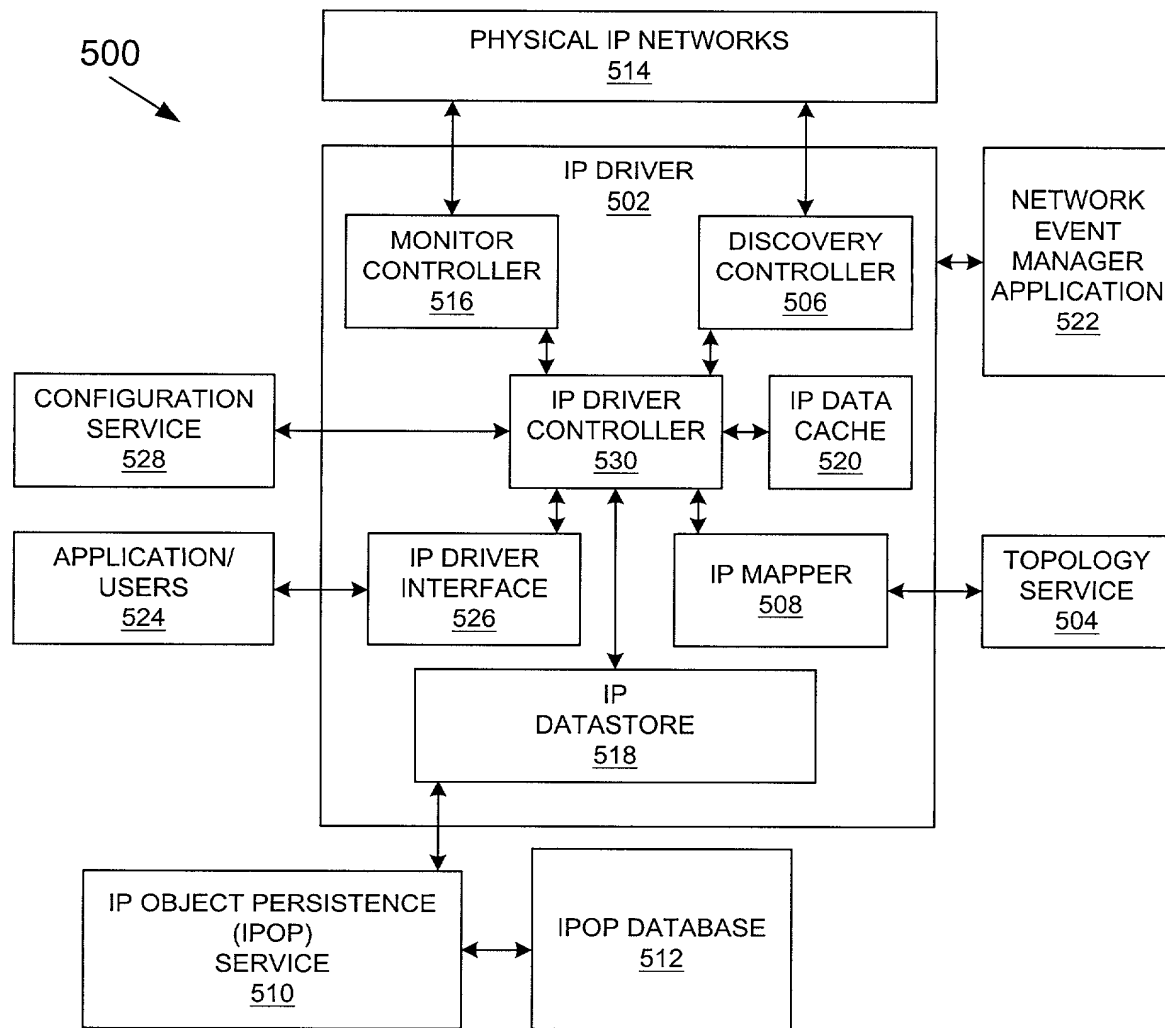 PHYSICAL IP NETWORKS
514
500
IP DRIVER
502
MONITOR
CONTROLLER
516
DISCOVERY
CONTROLLER
506
NETWORK
EVENT
MANAGER
APPLICATION
522
CONFIGURATION
SERVICE
528
IP DRIVER
CONTROLLER
530
IP DATA
CACHE
520
APPLICATION/
USERS
524
IP DRIVER
INTERFACE
526
IP MAPPER
508
TOPOLOGY
SERVICE
504
IP
DATASTORE
518
IP OBJECT PERSISTENCE
(IPOP)
SERVICE
510
IPOP DATABASE
512